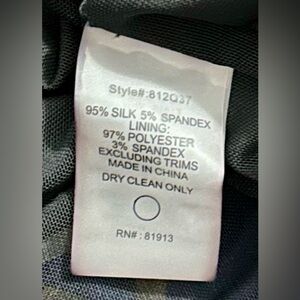 Style#:812Q37
95% SILK 5% SPANDEX
LINING:
97% POLYESTER
3% SPANDEX
EXCLUDING TRIMS
MADE IN CHINA
DRY CLEAN ONLY
RN#: 81913